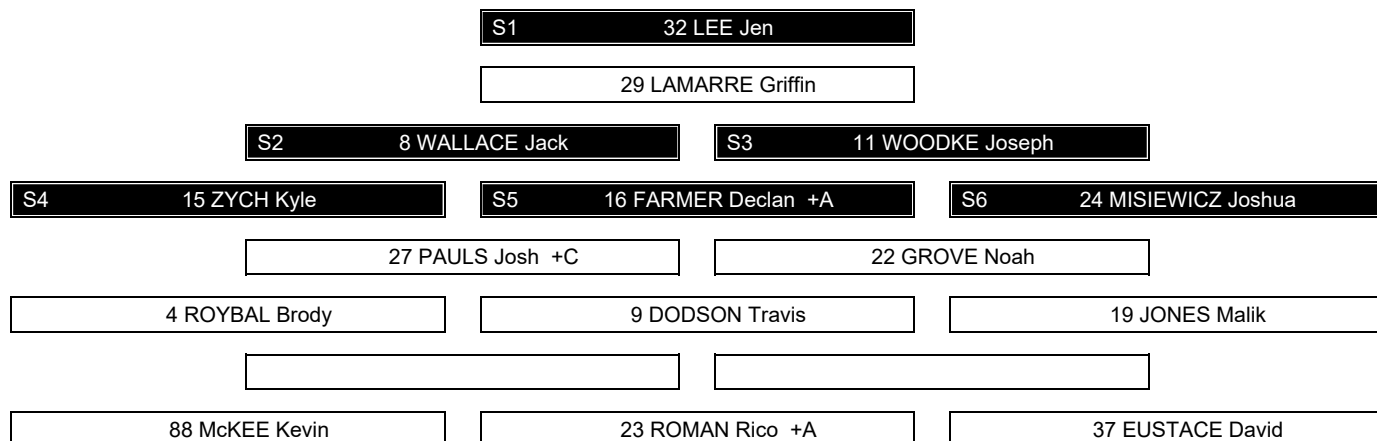 S1 32 LEE Jen
29 LAMARRE Griffin
S2 8 WALLACE Jack S3 11 WOODKE Joseph
S4 15 ZYCH Kyle S5 16 FARMER Declan +A S6 24 MISIEWICZ Joshua
27 PAULS Josh +C 22 GROVE Noah
4 ROYBAL Brody 9 DODSON Travis 19 JONES Malik
88 McKEE Kevin 23 ROMAN Rico +A 37 EUSTACE David